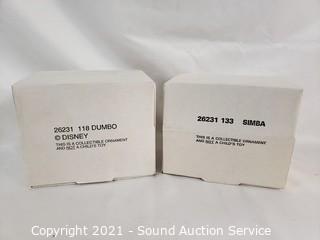 26231 118 DUMBO
© DISNEY
THIS IS A COLLECTIBLE ORNAMENT
AND NOT A CHILD'S TOY
26231 133 SIMBA
THIS IS A COLLECTIBLE ORNAMENT
AND NOT A CHILD'S TOY
Copyright 2021 - Sound Auction Service